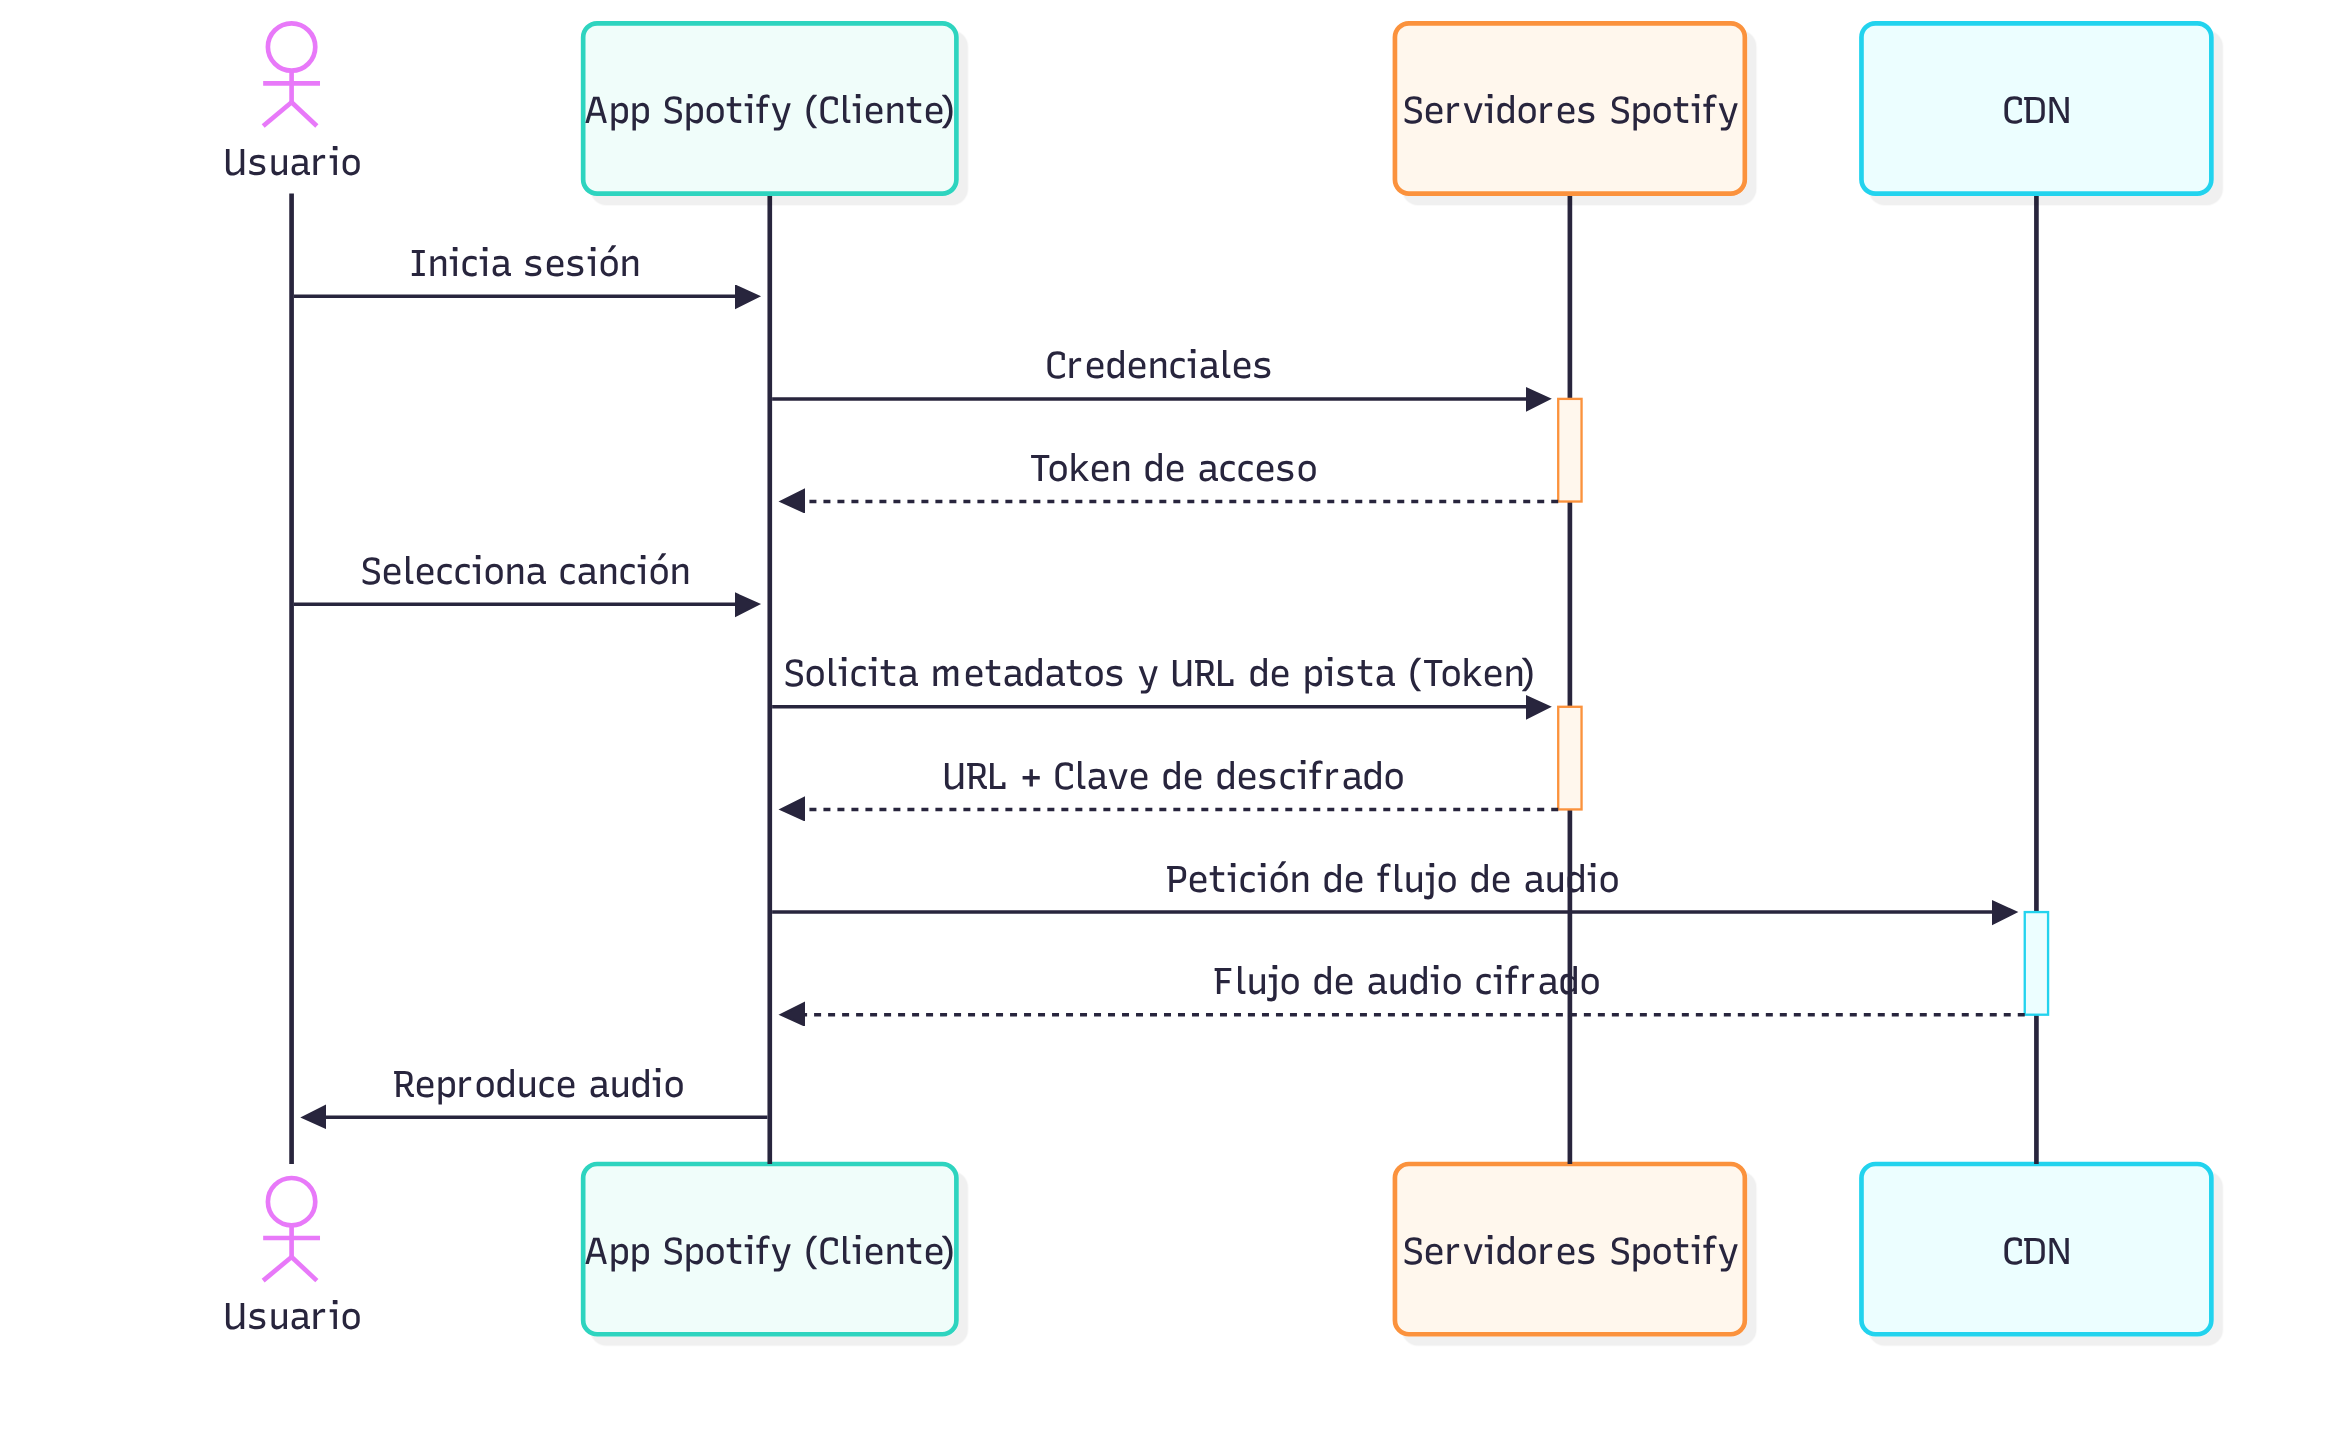 Usuario
App Spotify (Cliente)
Servidores Spotify
CDN
Inicia sesión
Credenciales
Token de acceso
Selecciona canción
Solicita metadatos y URL de pista (Token)
URL + Clave de descifrado
Petición de flujo de audio
Flujo de audio cifrado
Reproduce audio
Usuario
App Spotify (Cliente)
Servidores Spotify
CDN